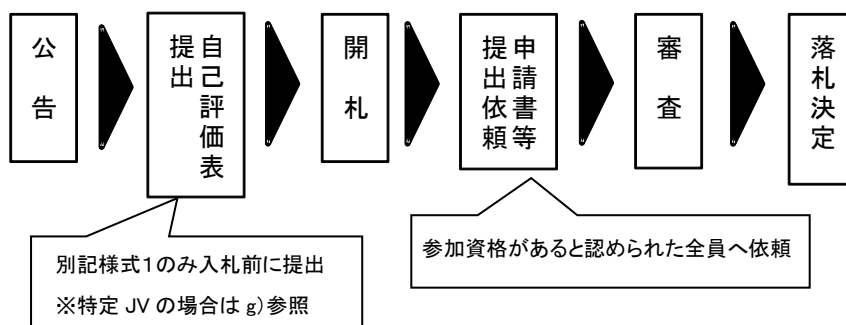 公告
自己評価表
提出
開札
申請書等
提出依頼
審査
落札決定
別記様式1のみ入札前に提出
※特定 JV の場合は g)参照
参加資格があると認められた全員へ依頼